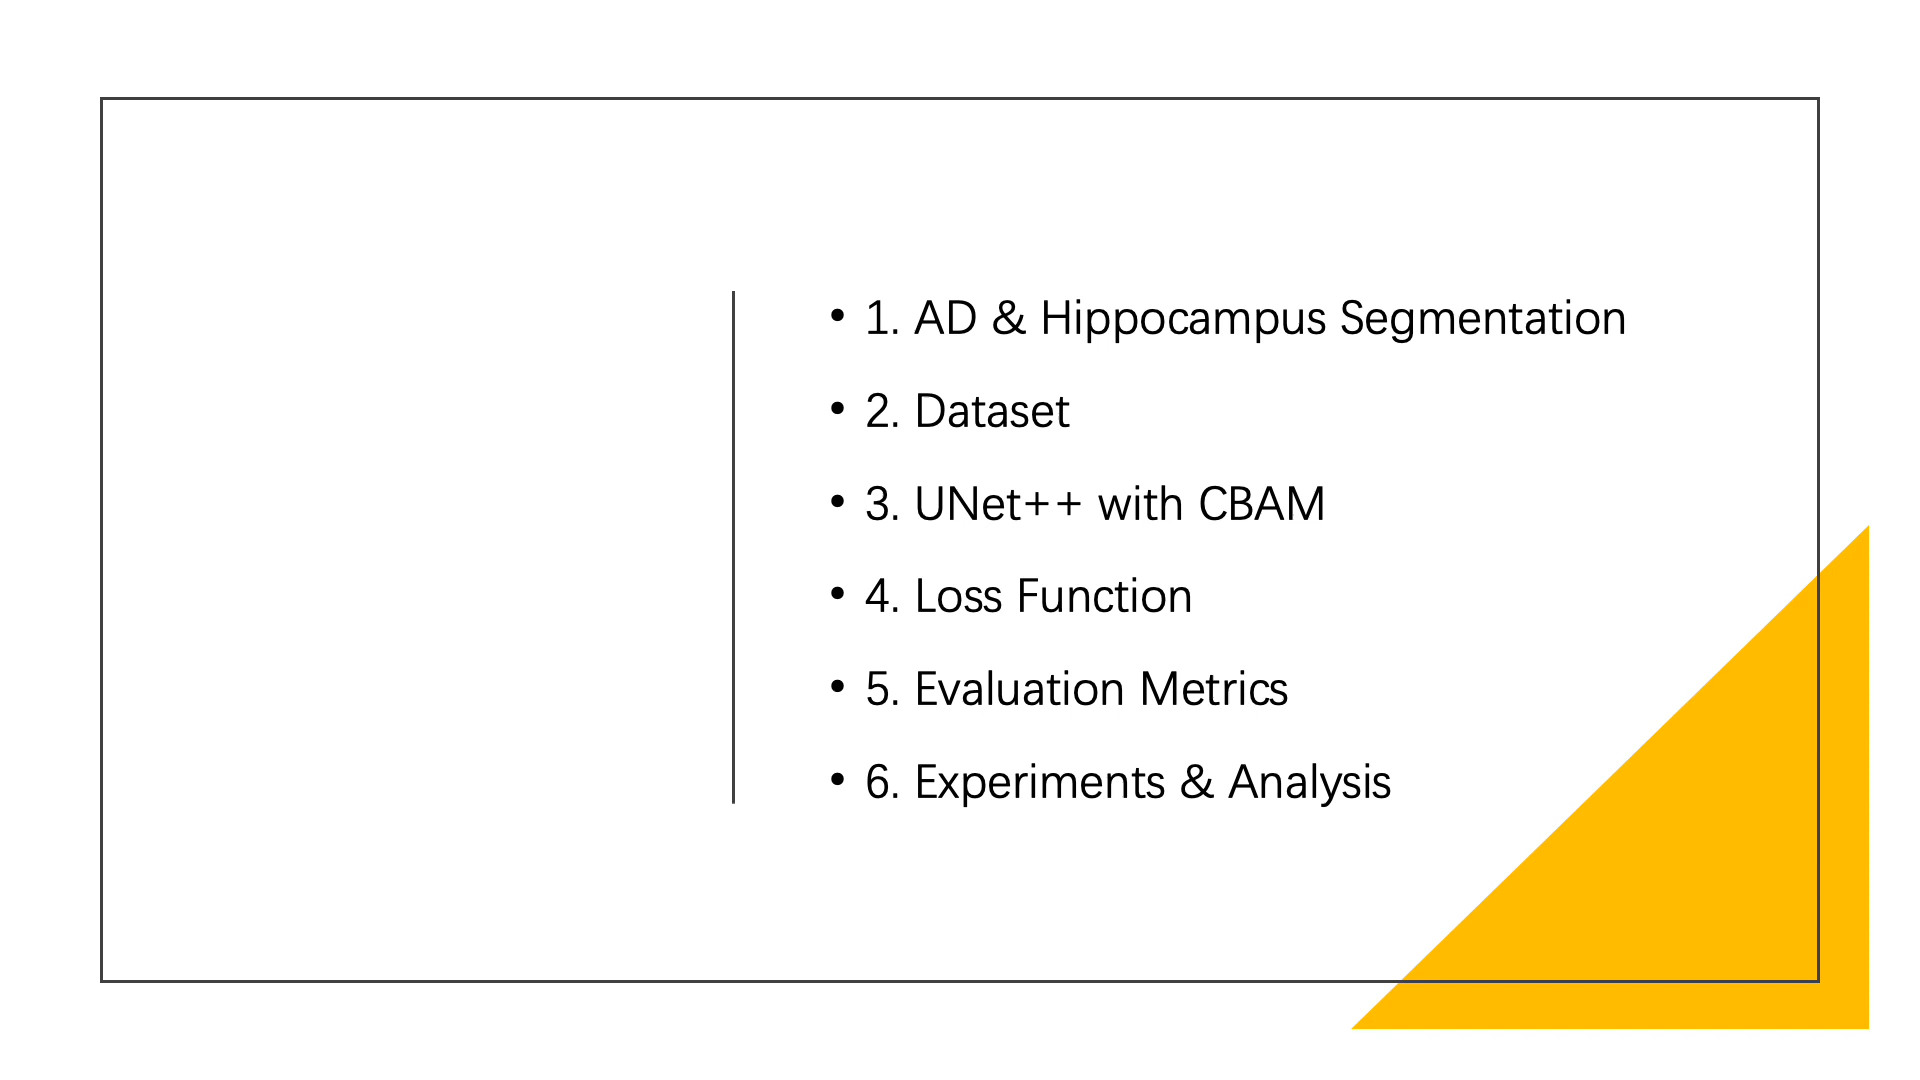 • 1. AD & Hippocampus Segmentation
• 2. Dataset
• 3. UNet++ with CBAM
• 4. Loss Function
• 5. Evaluation Metrics
• 6. Experiments & Analysis